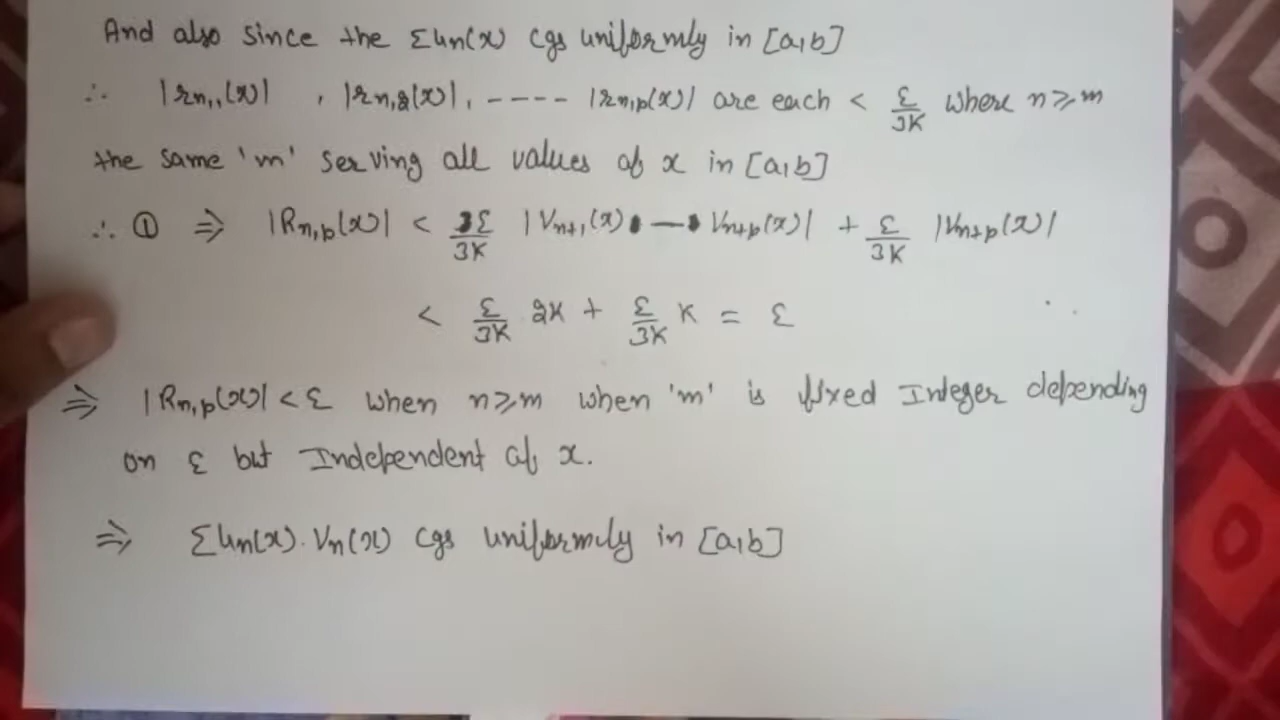 And also since the Σun(x) cgs uniformly in [a,b]
∴ |rn,1(x)| , |rn,2(x)|, ---- |rn,p(x)| are each < ε/3K where n≥m
the same 'm' serving all values of x in [a,b]
∴ ① ⇒ |Rn,p(x)| < ε/3K |Vn+1(x) — Vn+p(x)| + ε/3K |Vn+p(x)|
< ε/3K 2K + ε/3K K = ε
⇒ |Rn,p(x)| < ε when n≥m when 'm' is fixed Integer depending
on ε but Independent of x.
⇒ Σun(x).Vn(x) cgs uniformly in [a,b]